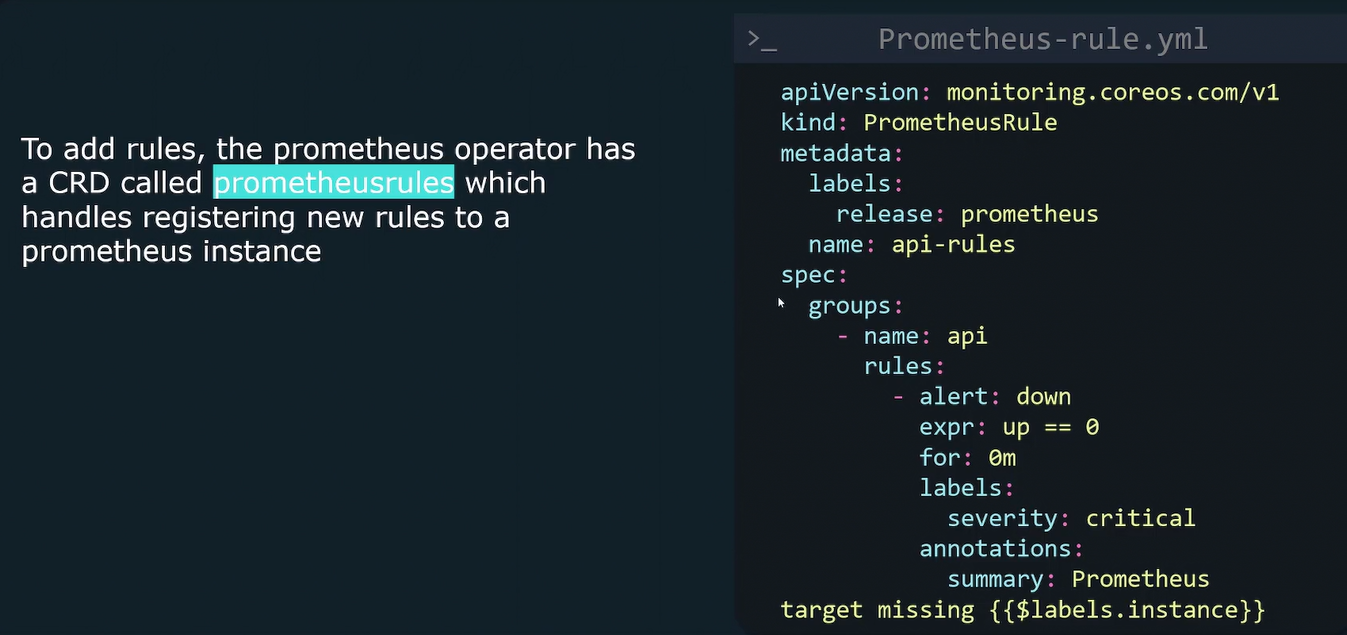 To add rules, the prometheus operator has
a CRD called prometheusrules which
handles registering new rules to a
prometheus instance
>_ Prometheus-rule.yml
apiVersion: monitoring.coreos.com/v1
kind: PrometheusRule
metadata:
  labels:
    release: prometheus
  name: api-rules
spec:
  groups:
    - name: api
      rules:
        - alert: down
          expr: up == 0
          for: 0m
          labels:
            severity: critical
          annotations:
            summary: Prometheus
target missing {{$labels.instance}}